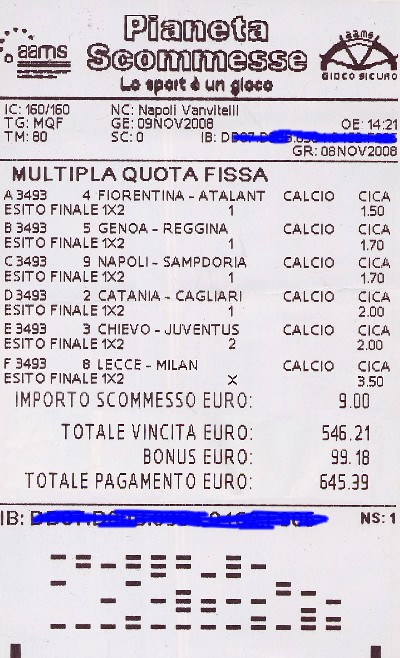 aams
Pianeta
Scommesse
Lo sport è un gioco
aams
GIOCO SICURO
IC: 160/160 NC: Napoli Vanvitelli
TG: MQF GE: 09NOV2008 OE: 14:21
TM: 80 SC: 0 IB:
GR: 08NOV2008
MULTIPLA QUOTA FISSA
A 3493 4 FIORENTINA - ATALANT CALCIO CICA
ESITO FINALE 1X2 1 1.50
B 3493 5 GENOA - REGGINA CALCIO CICA
ESITO FINALE 1X2 1 1.70
C 3493 9 NAPOLI - SAMPDORIA CALCIO CICA
ESITO FINALE 1X2 1 1.70
D 3493 2 CATANIA - CAGLIARI CALCIO CICA
ESITO FINALE 1X2 1 2.00
E 3493 3 CHIEVO - JUVENTUS CALCIO CICA
ESITO FINALE 1X2 2 2.00
F 3493 8 LECCE - MILAN CALCIO CICA
ESITO FINALE 1X2 X 3.50
IMPORTO SCOMMESSO EURO: 9.00
TOTALE VINCITA EURO: 546.21
BONUS EURO: 99.18
TOTALE PAGAMENTO EURO: 645.39
IB: NS: 1